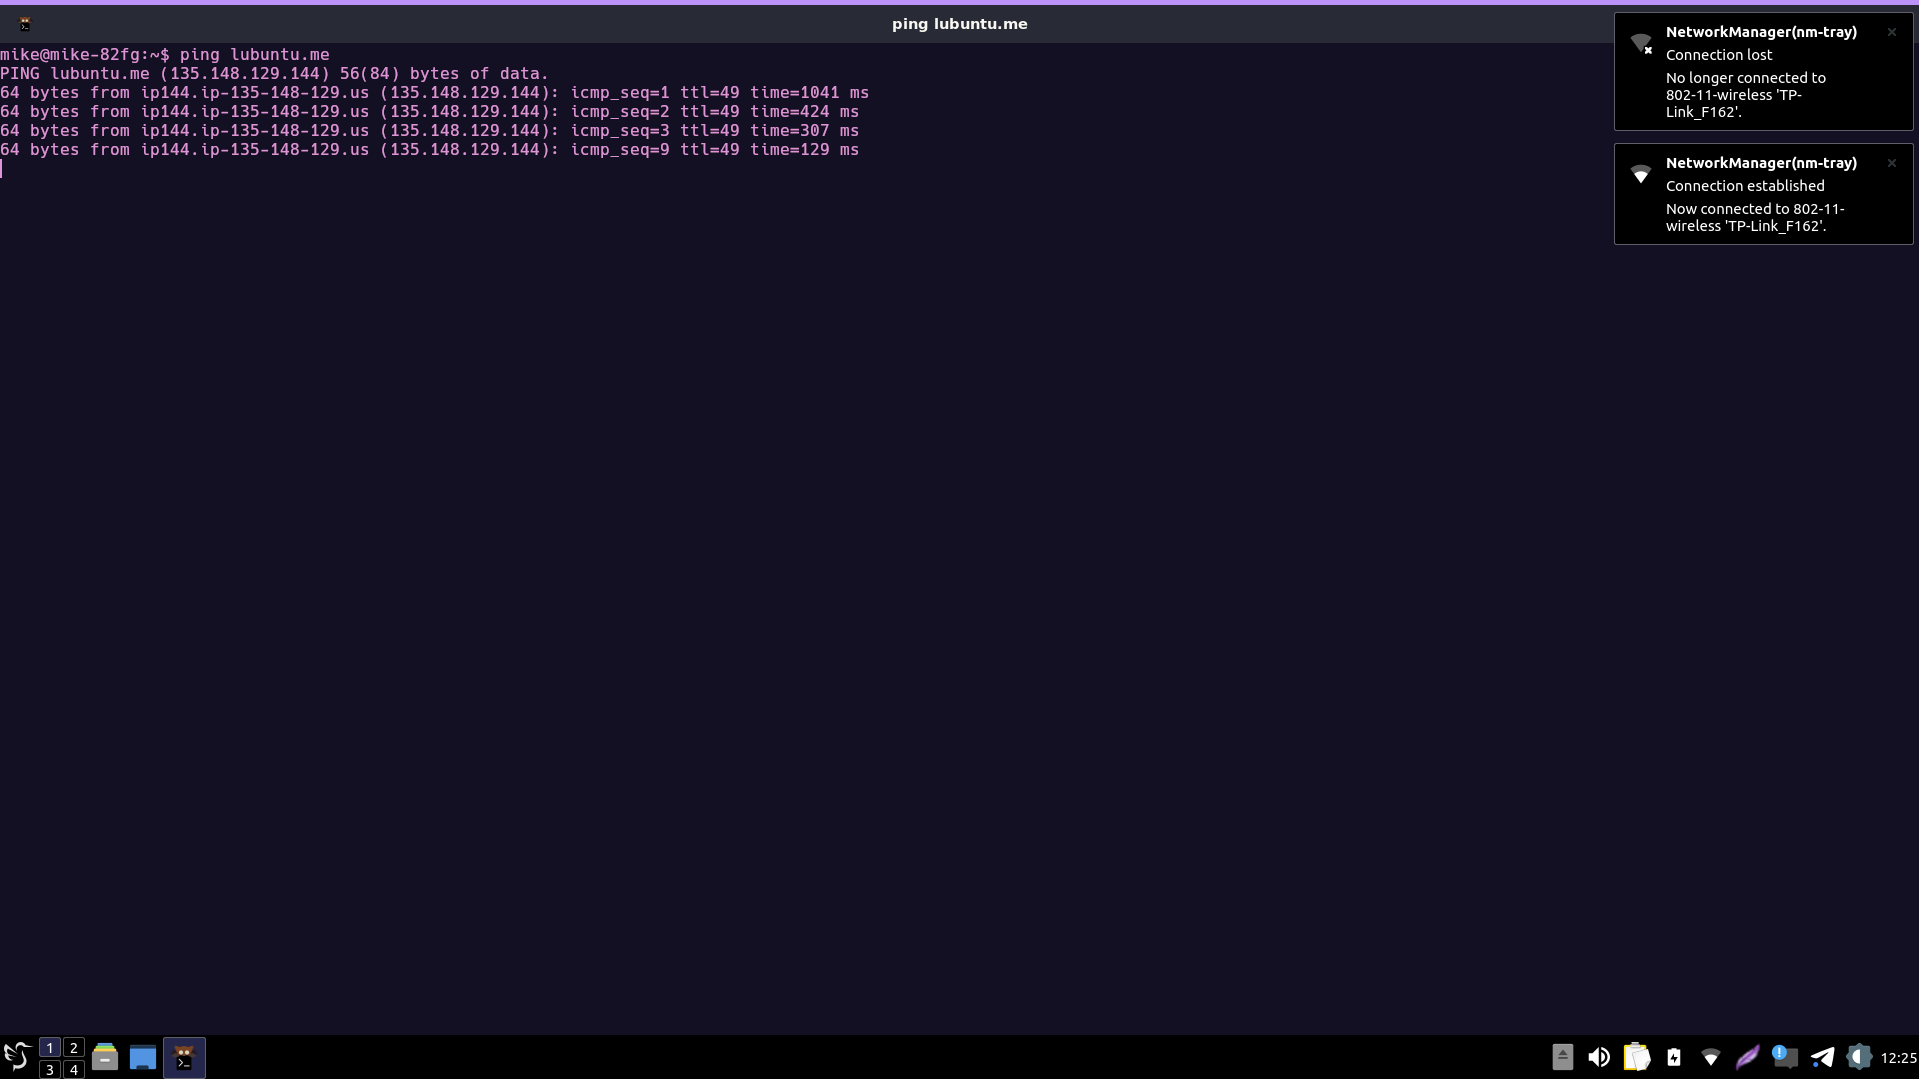 ping lubuntu.me
mike@mike-82fg:~$ ping lubuntu.me
PING lubuntu.me (135.148.129.144) 56(84) bytes of data.
64 bytes from ip144.ip-135-148-129.us (135.148.129.144): icmp_seq=1 ttl=49 time=1041 ms
64 bytes from ip144.ip-135-148-129.us (135.148.129.144): icmp_seq=2 ttl=49 time=424 ms
64 bytes from ip144.ip-135-148-129.us (135.148.129.144): icmp_seq=3 ttl=49 time=307 ms
64 bytes from ip144.ip-135-148-129.us (135.148.129.144): icmp_seq=9 ttl=49 time=129 ms
NetworkManager(nm-tray)
Connection lost
No longer connected to
802-11-wireless 'TP-
Link_F162'.
NetworkManager(nm-tray)
Connection established
Now connected to 802-11-
wireless 'TP-Link_F162'.
1 2
3 4
12:25